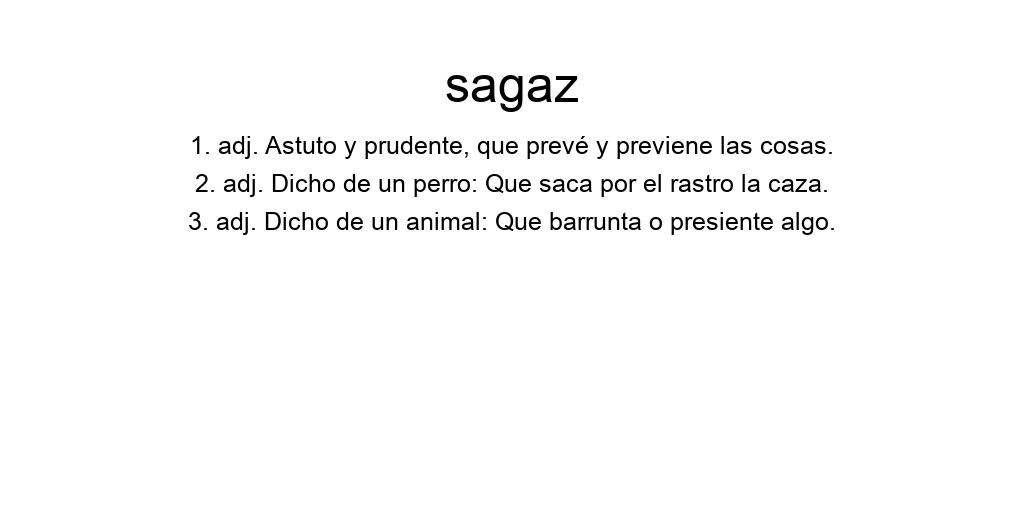 sagaz
1. adj. Astuto y prudente, que prevé y previene las cosas.
2. adj. Dicho de un perro: Que saca por el rastro la caza.
3. adj. Dicho de un animal: Que barrunta o presiente algo.